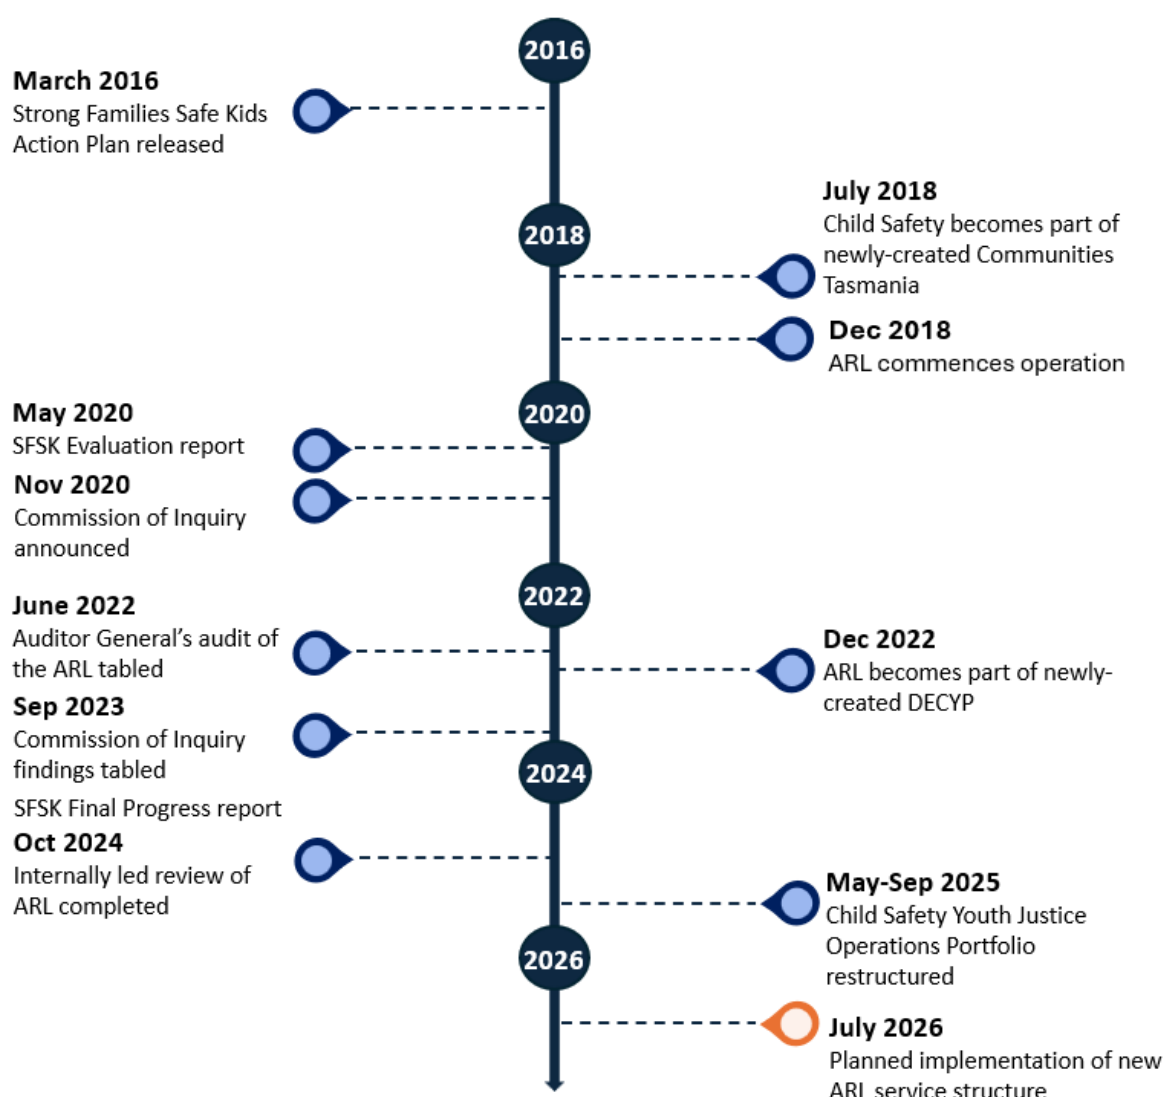 2016
March 2016
Strong Families Safe Kids
Action Plan released
2018
July 2018
Child Safety becomes part of
newly-created Communities
Tasmania
Dec 2018
ARL commences operation
2020
May 2020
SFSK Evaluation report
Nov 2020
Commission of Inquiry
announced
2022
June 2022
Auditor General’s audit of
the ARL tabled
Dec 2022
ARL becomes part of newly-
created DECYP
Sep 2023
Commission of Inquiry
findings tabled
SFSK Final Progress report
2024
Oct 2024
Internally led review of
ARL completed
May-Sep 2025
Child Safety Youth Justice
Operations Portfolio
restructured
2026
July 2026
Planned implementation of new
ARL service structure